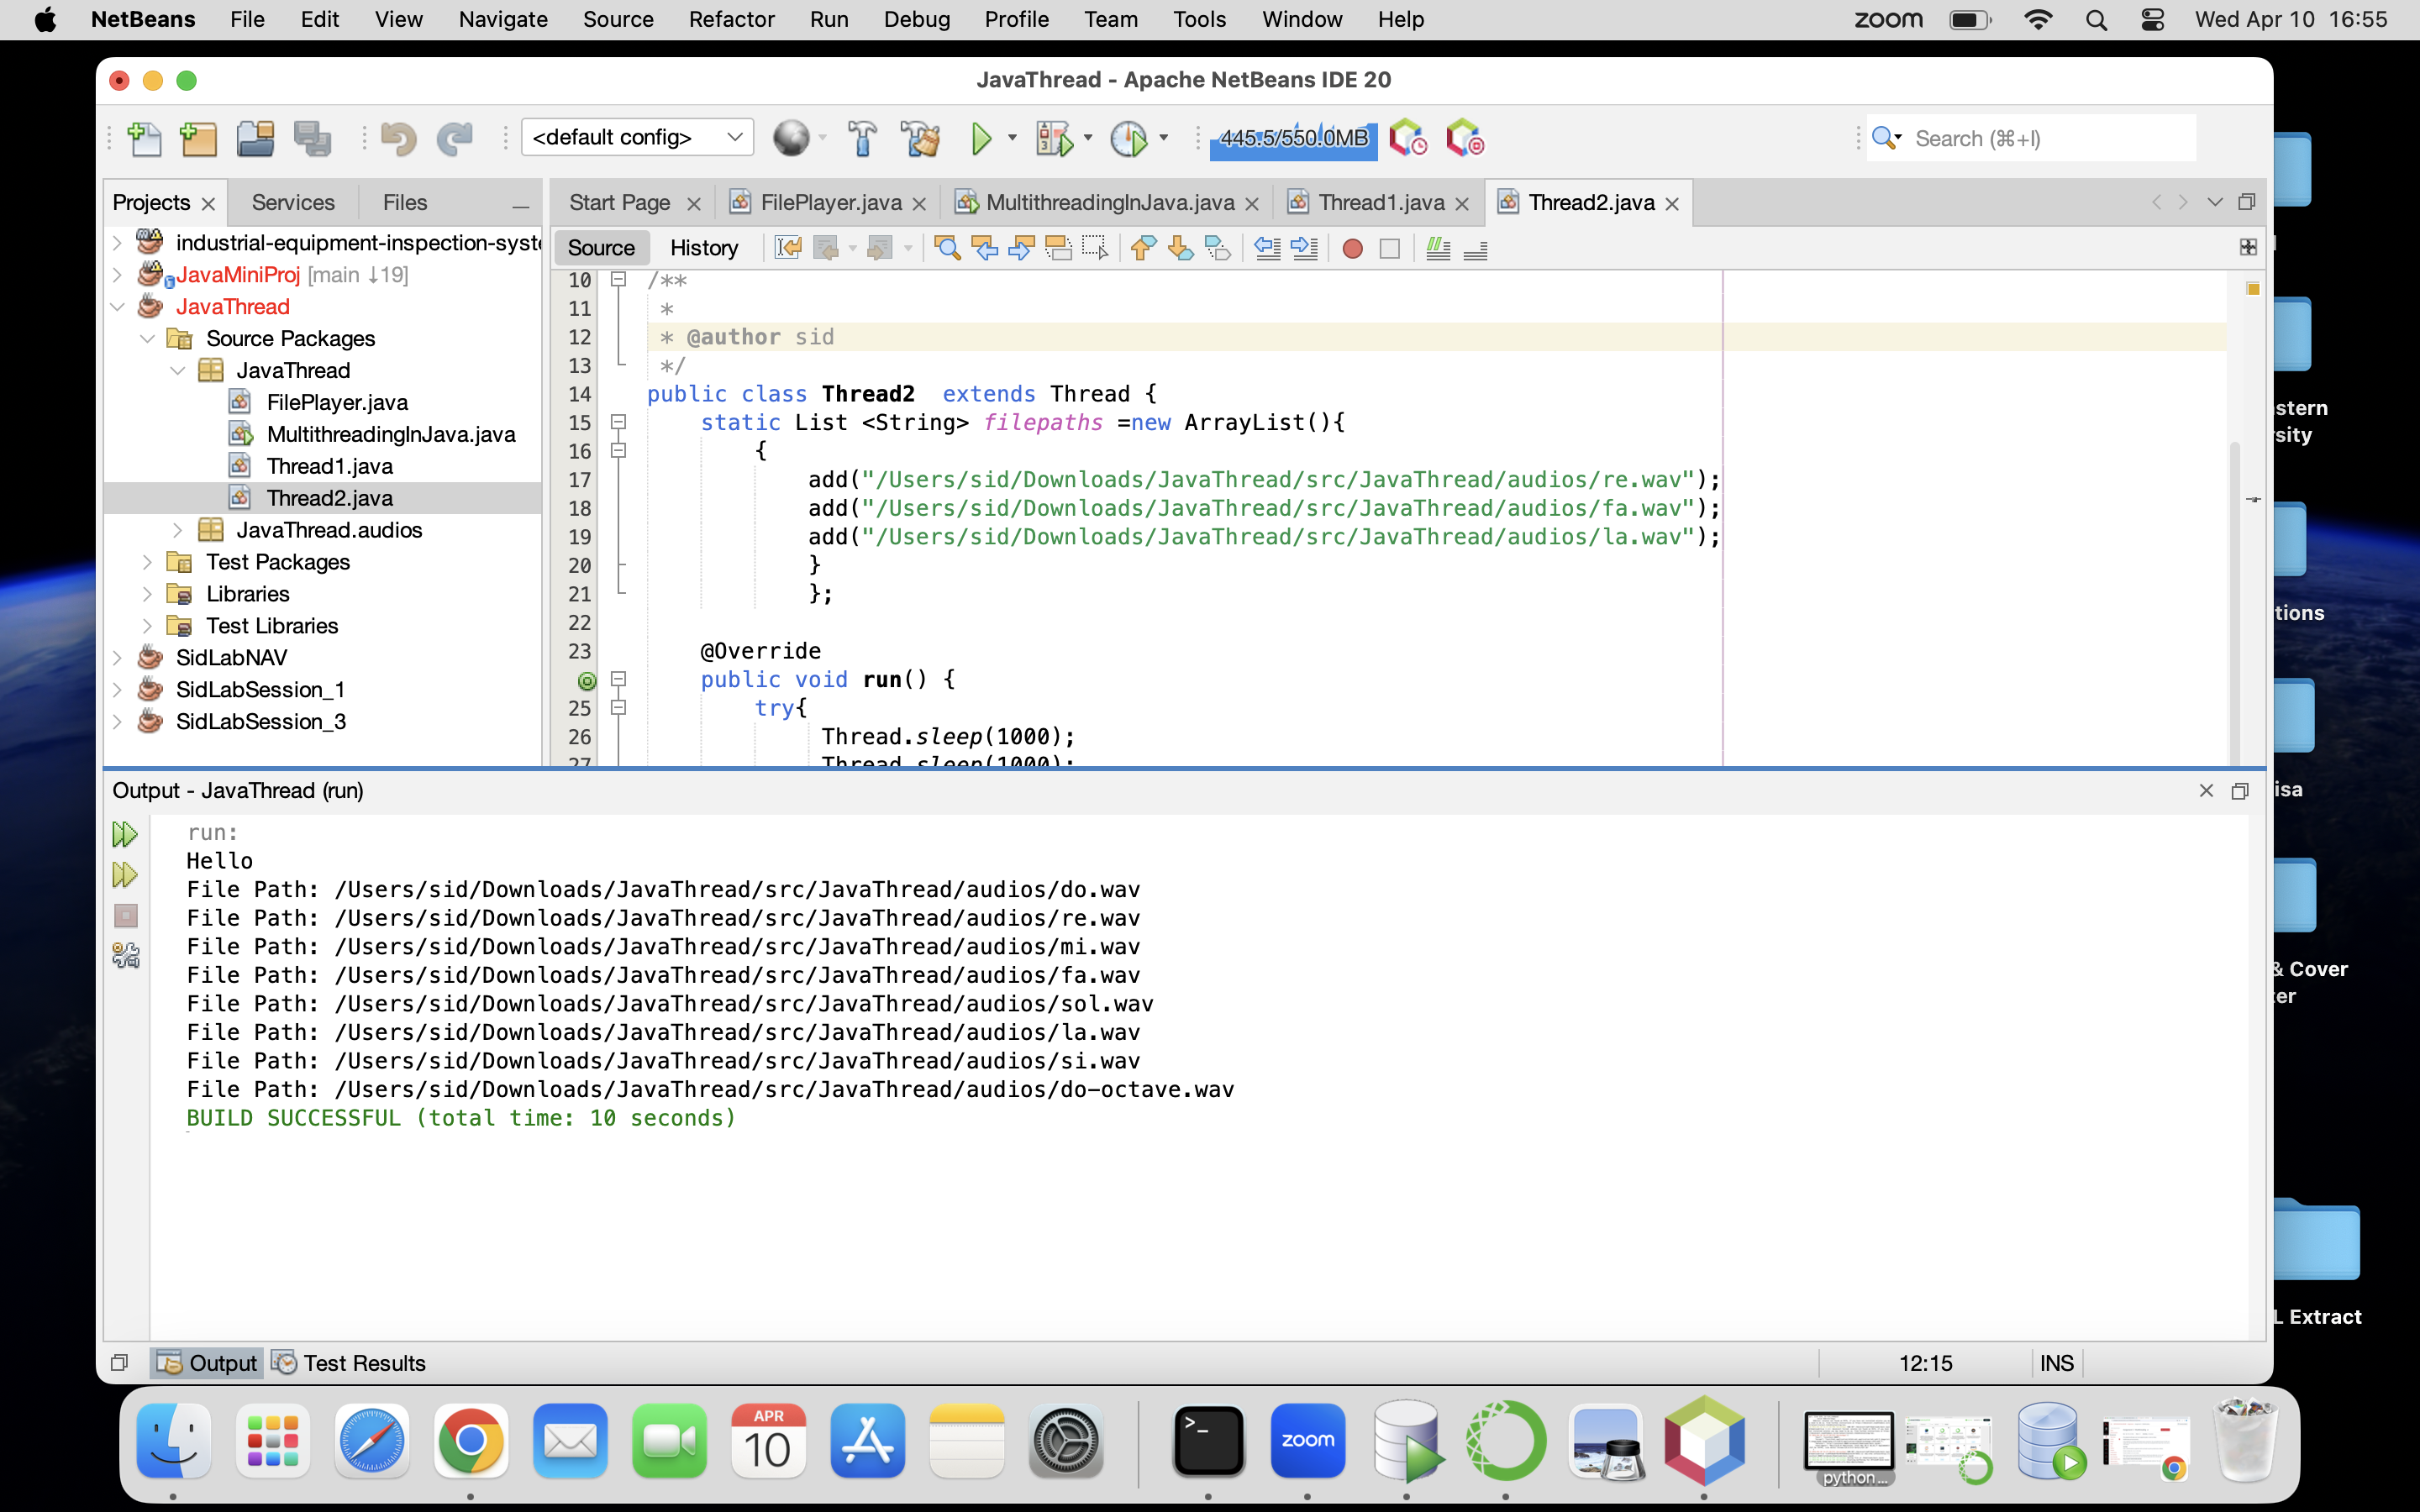 NetBeans File Edit View Navigate Source Refactor Run Debug Profile Team Tools Window Help zoom Wed Apr 10 16:55
JavaThread - Apache NetBeans IDE 20
<default config> 445.5/550.0MB Search (⌘+I)
Projects Services Files
Start Page FilePlayer.java MultithreadingInJava.java Thread1.java Thread2.java
Source History
industrial-equipment-inspection-syst
JavaMiniProj [main ↓19]
JavaThread
Source Packages
JavaThread
FilePlayer.java
MultithreadingInJava.java
Thread1.java
Thread2.java
JavaThread.audios
Test Packages
Libraries
Test Libraries
SidLabNAV
SidLabSession_1
SidLabSession_3
10 /**
11 *
12 * @author sid
13 */
14 public class Thread2  extends Thread {
15 static List <String> filepaths =new ArrayList(){
16 {
17 add("/Users/sid/Downloads/JavaThread/src/JavaThread/audios/re.wav");
18 add("/Users/sid/Downloads/JavaThread/src/JavaThread/audios/fa.wav");
19 add("/Users/sid/Downloads/JavaThread/src/JavaThread/audios/la.wav");
20 }
21 };
22
23 @Override
public void run() {
25 try{
26 Thread.sleep(1000);
27 Thread.sleep(1000);
Output - JavaThread (run)
run:
Hello
File Path: /Users/sid/Downloads/JavaThread/src/JavaThread/audios/do.wav
File Path: /Users/sid/Downloads/JavaThread/src/JavaThread/audios/re.wav
File Path: /Users/sid/Downloads/JavaThread/src/JavaThread/audios/mi.wav
File Path: /Users/sid/Downloads/JavaThread/src/JavaThread/audios/fa.wav
File Path: /Users/sid/Downloads/JavaThread/src/JavaThread/audios/sol.wav
File Path: /Users/sid/Downloads/JavaThread/src/JavaThread/audios/la.wav
File Path: /Users/sid/Downloads/JavaThread/src/JavaThread/audios/si.wav
File Path: /Users/sid/Downloads/JavaThread/src/JavaThread/audios/do-octave.wav
BUILD SUCCESSFUL (total time: 10 seconds)
Output Test Results 12:15 INS
stern
sity
tions
isa
& Cover
ter
L Extract
APR
10
>_
zoom
python...